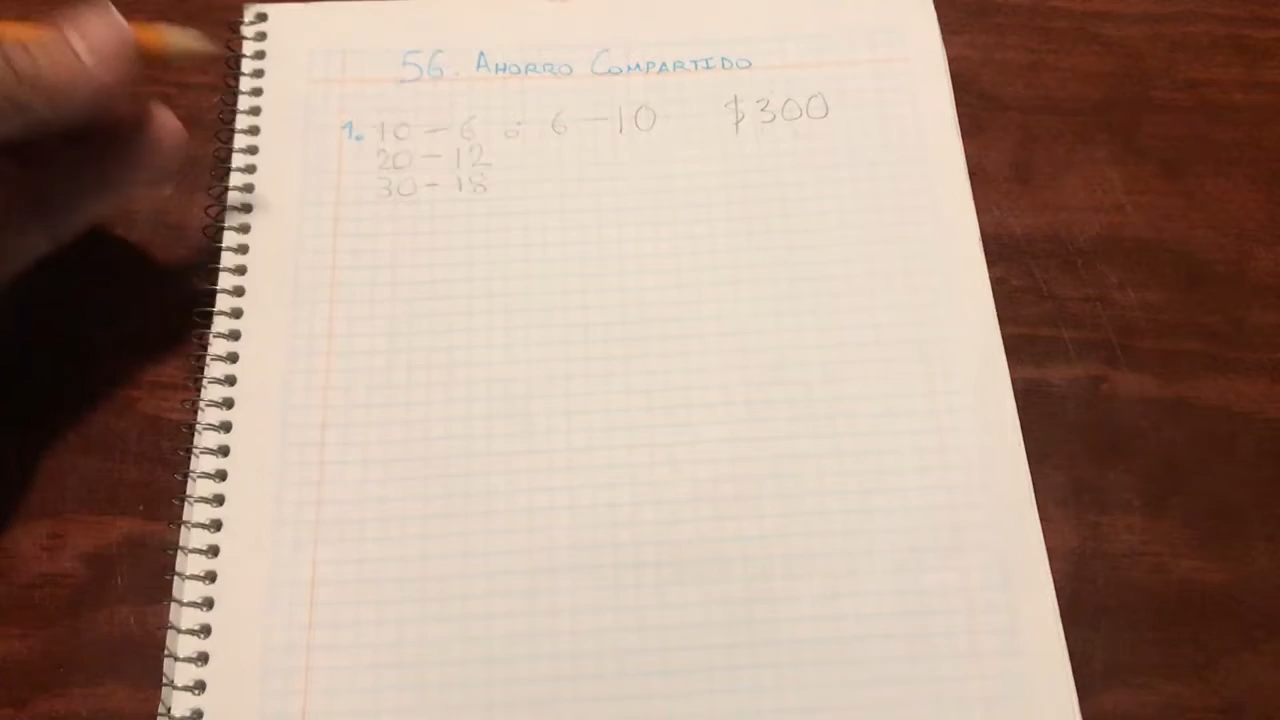 56. AHORRO COMPARTIDO
1. 10 – 6 ó 6 – 10 $300
20 – 12
30 – 18